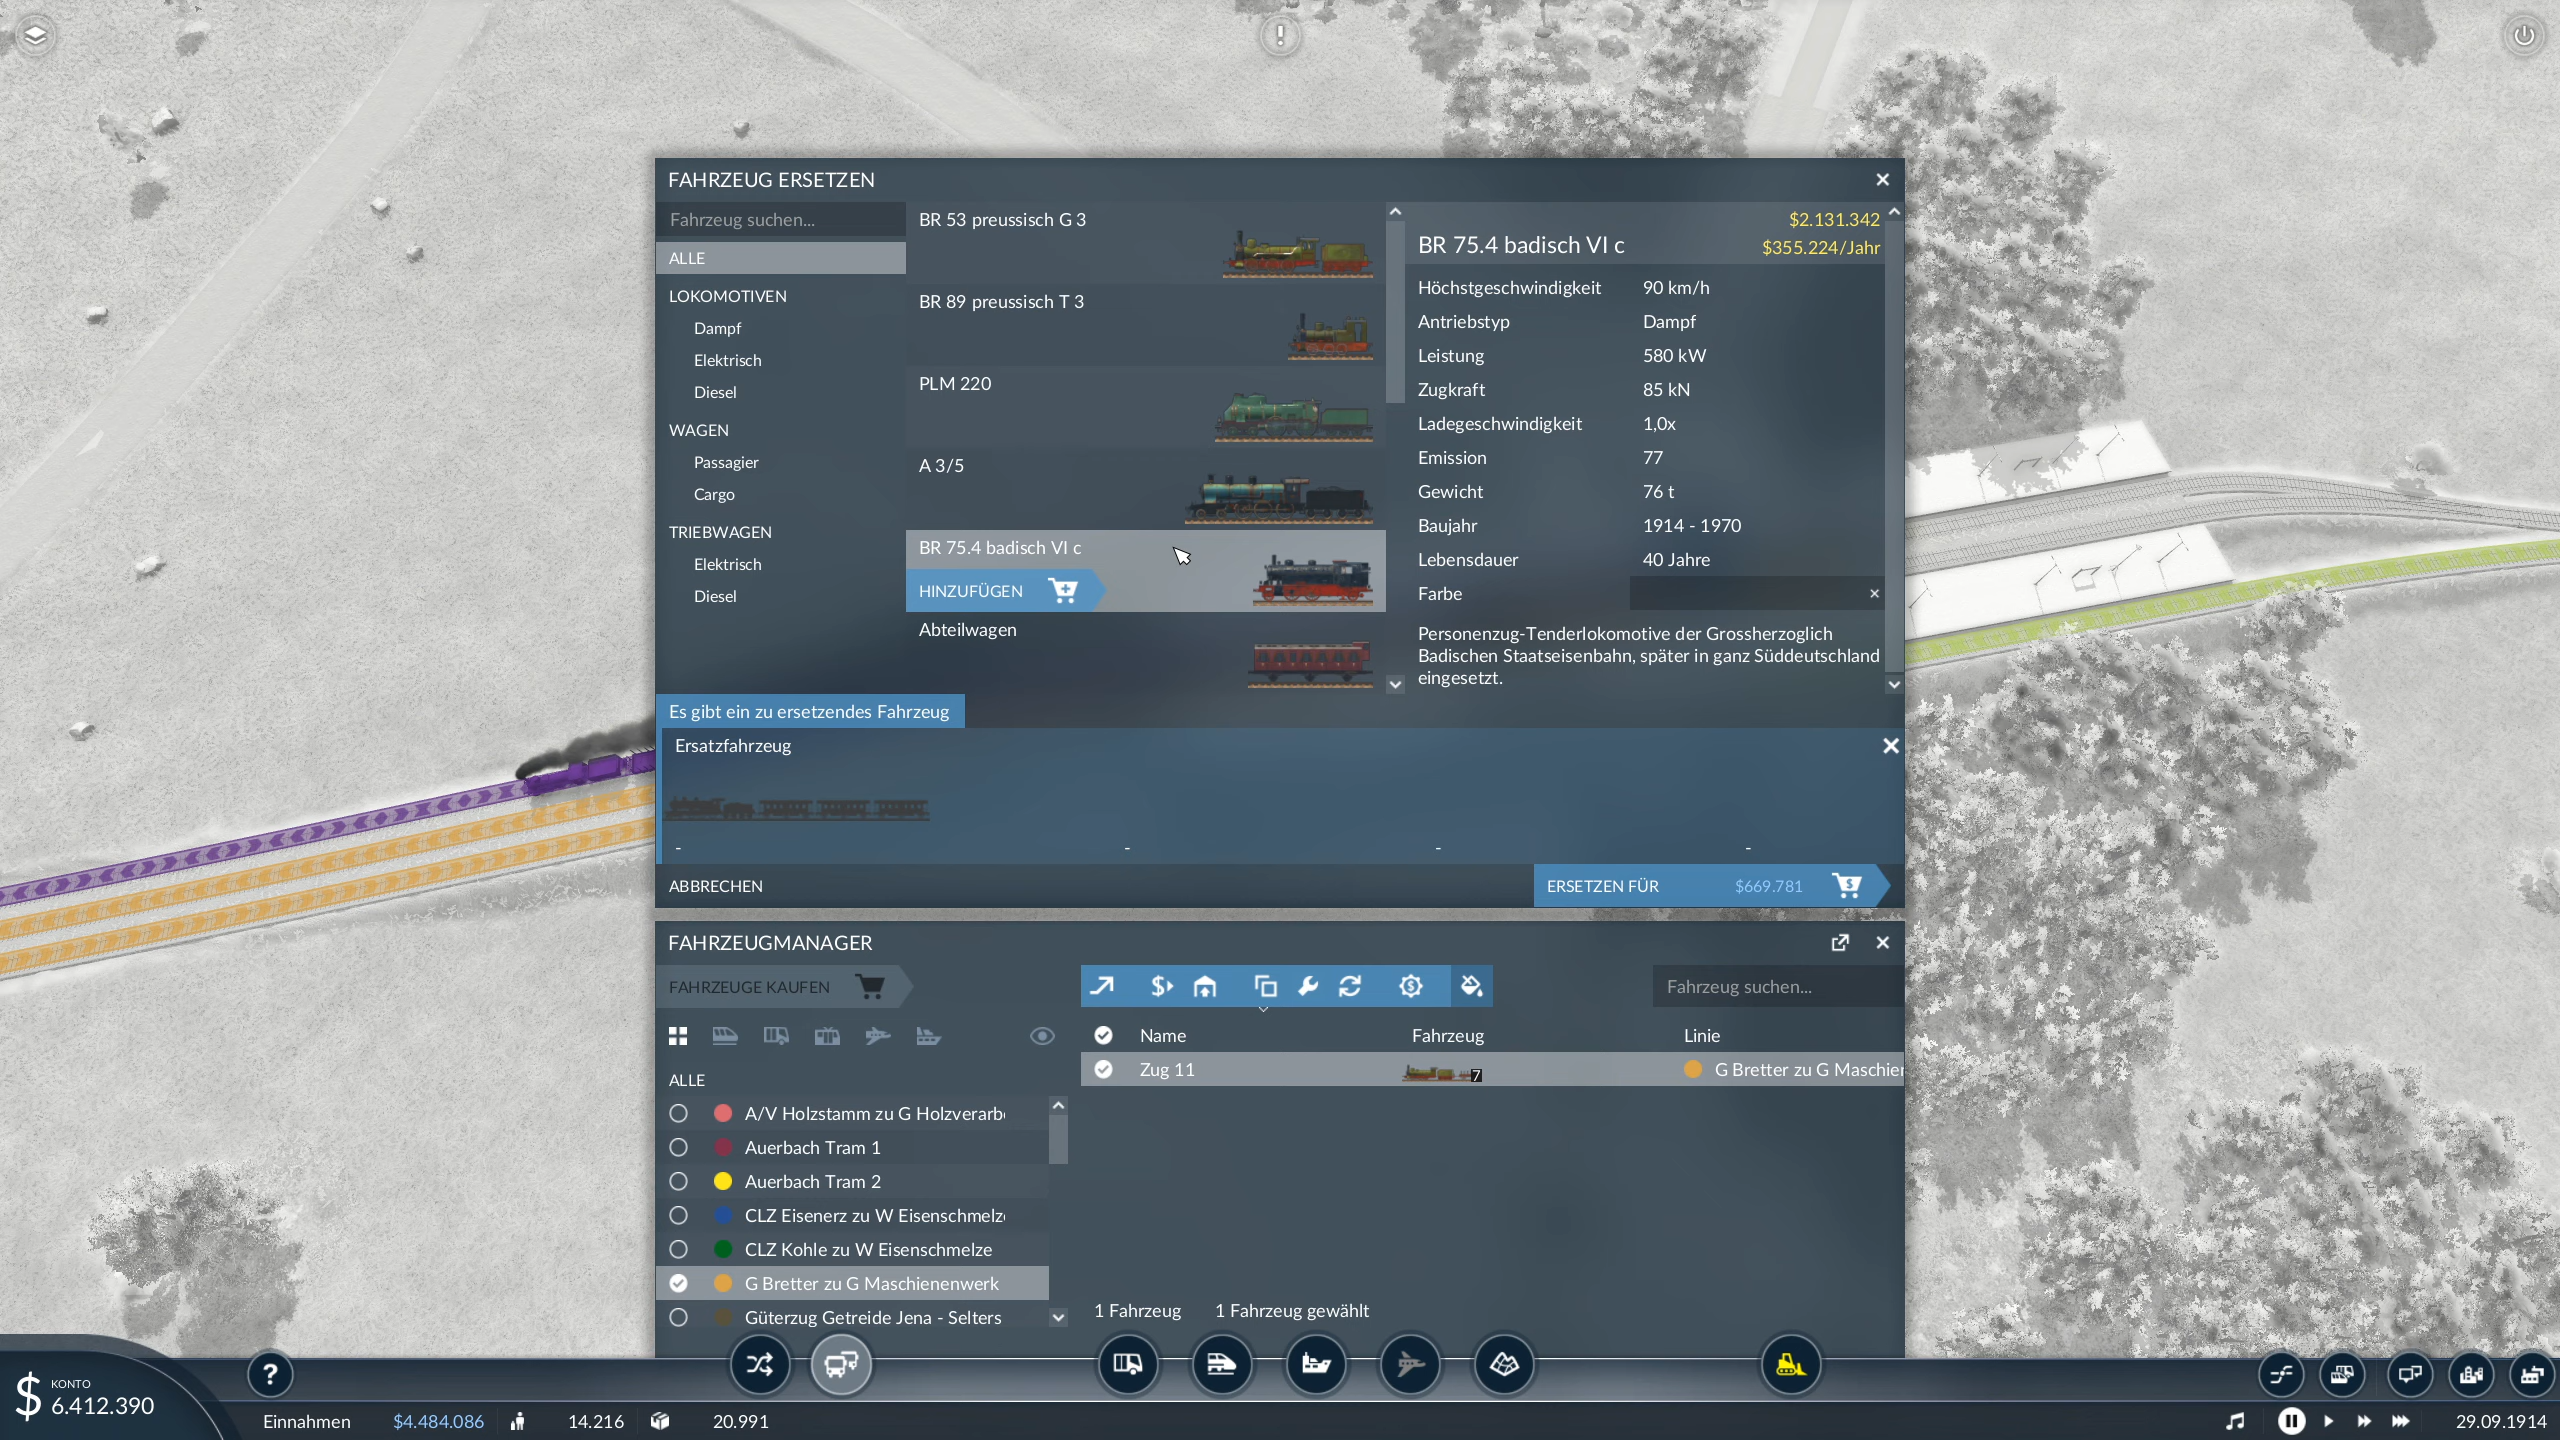 FAHRZEUG ERSETZEN
Fahrzeug suchen...
ALLE
LOKOMOTIVEN
Dampf
Elektrisch
Diesel
WAGEN
Passagier
Cargo
TRIEBWAGEN
Elektrisch
Diesel
BR 53 preussisch G 3
BR 89 preussisch T 3
PLM 220
A 3/5
BR 75.4 badisch VI c
HINZUFÜGEN
Abteilwagen
$2.131.342
BR 75.4 badisch VI c
$355.224/Jahr
Höchstgeschwindigkeit 90 km/h
Antriebstyp Dampf
Leistung 580 kW
Zugkraft 85 kN
Ladegeschwindigkeit 1,0x
Emission 77
Gewicht 76 t
Baujahr 1914 - 1970
Lebensdauer 40 Jahre
Farbe
Personenzug-Tenderlokomotive der Grossherzoglich
Badischen Staatseisenbahn, später in ganz Süddeutschland
eingesetzt.
Es gibt ein zu ersetzendes Fahrzeug
Ersatzfahrzeug
- - - -
ABBRECHEN
ERSETZEN FÜR $669.781
FAHRZEUGMANAGER
FAHRZEUGE KAUFEN
Fahrzeug suchen...
ALLE
A/V Holzstamm zu G Holzverarb
Auerbach Tram 1
Auerbach Tram 2
CLZ Eisenerz zu W Eisenschmelz
CLZ Kohle zu W Eisenschmelze
G Bretter zu G Maschienenwerk
Güterzug Getreide Jena - Selters
Name Fahrzeug Linie
Zug 11 7 G Bretter zu G Maschier
1 Fahrzeug 1 Fahrzeug gewählt
KONTO
$ 6.412.390
?
Einnahmen $4.484.086 14.216 20.991
29.09.1914